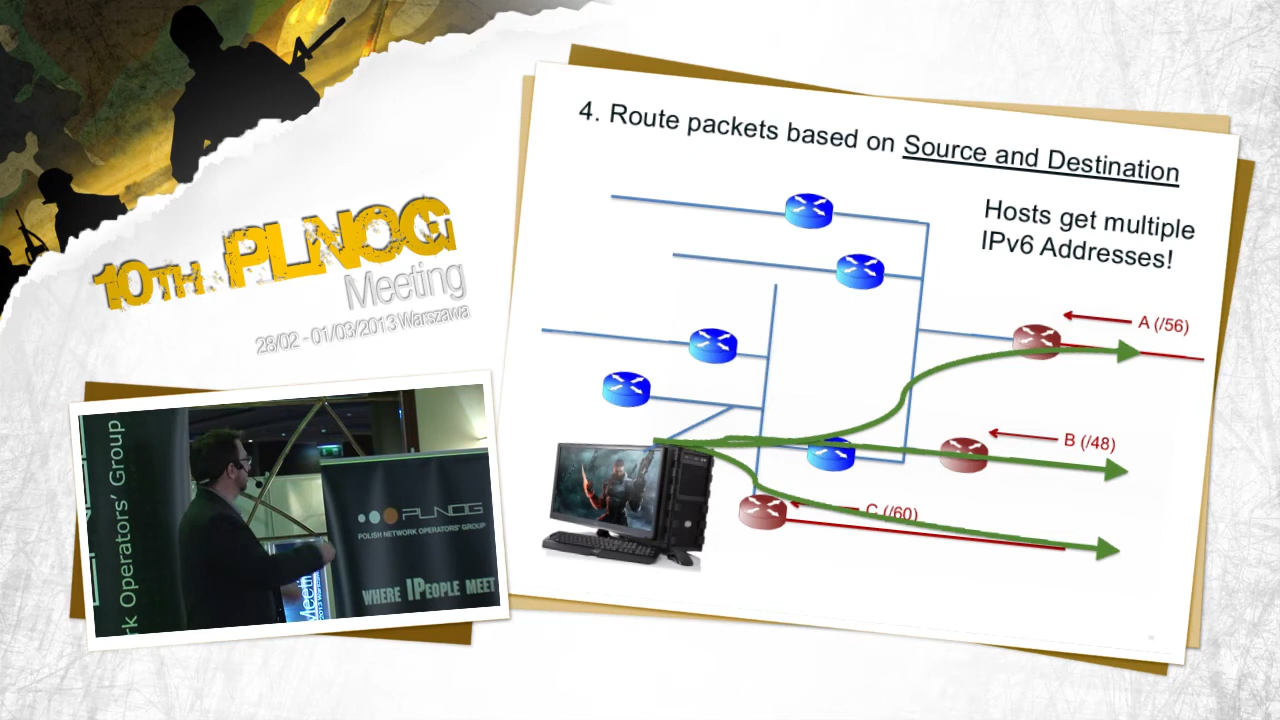 10TH PLNOG
Meeting
28/02 - 01/03/2013 Warszawa
4. Route packets based on Source and Destination
Hosts get multiple
IPv6 Addresses!
A (/56)
B (/48)
C (/60)
rk Operators' Group
PLNOG
POLISH NETWORK OPERATORS' GROUP
WHERE IPEOPLE MEET
Meeti